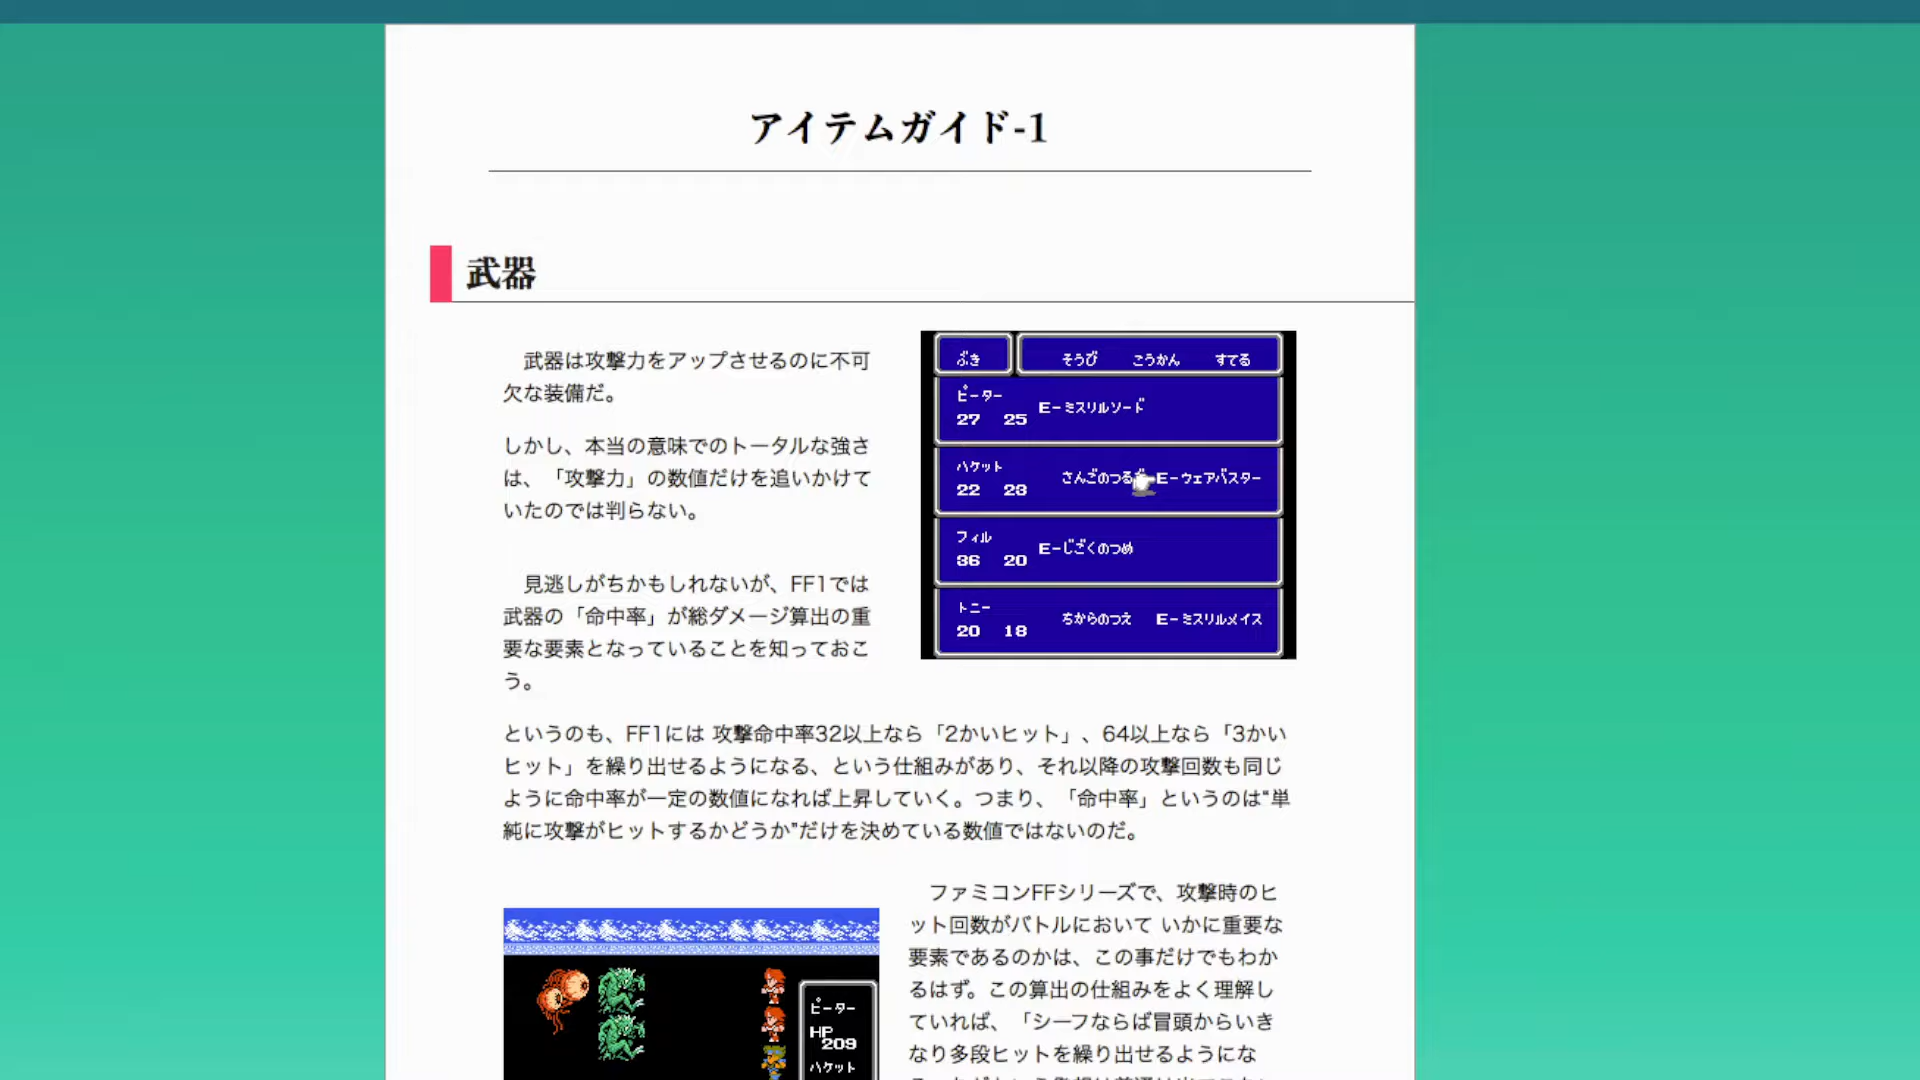 アイテムガイド-1
武器
武器は攻撃力をアップさせるのに不可
欠な装備だ。
しかし、本当の意味でのトータルな強さ
は、「攻撃力」の数値だけを追いかけて
いたのでは判らない。
見逃しがちかもしれないが、FF1では
武器の「命中率」が総ダメージ算出の重
要な要素となっていることを知っておこ
う。
ぶき
そうび こうかん すてる
ピーター
27 25 E-ミスリルソード
ハケット
22 28 さんごのつるぎ E-ウェアバスター
フィル
36 20 E-じごくのつめ
トニー
20 18 ちからのつえ E-ミスリルメイス
というのも、FF1には 攻撃命中率32以上なら「2かいヒット」、64以上なら「3かい
ヒット」を繰り出せるようになる、という仕組みがあり、それ以降の攻撃回数も同じ
ように命中率が一定の数値になれば上昇していく。つまり、「命中率」というのは“単
純に攻撃がヒットするかどうか”だけを決めている数値ではないのだ。
ピーター
HP
209
ハケット
ファミコンFFシリーズで、攻撃時のヒ
ット回数がバトルにおいて いかに重要な
要素であるのかは、この事だけでもわか
るはず。この算出の仕組みをよく理解し
ていれば、「シーフならば冒頭からいき
なり多段ヒットを繰り出せるようにな